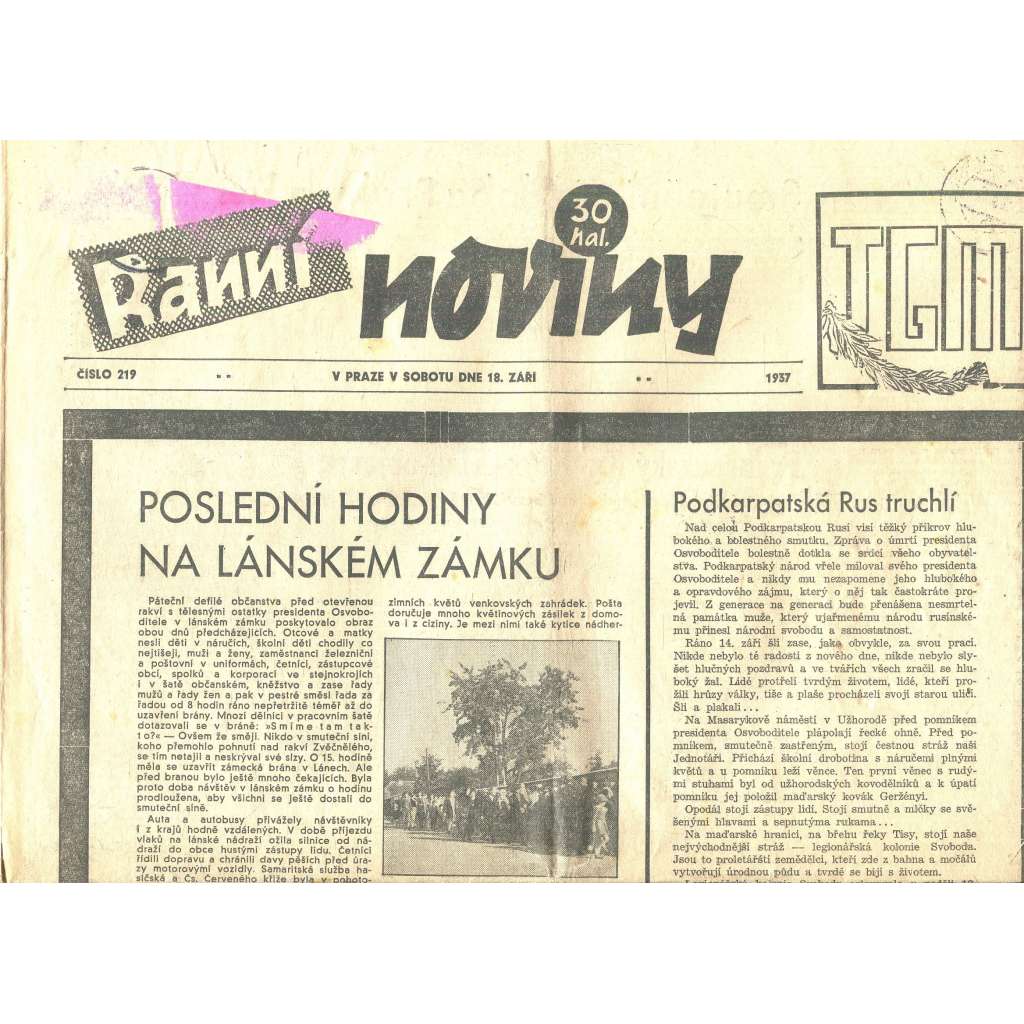 Ranní noviny
30 hal.
TGM
ČÍSLO 219 V PRAZE V SOBOTU DNE 18. ZÁŘÍ 1937
POSLEDNÍ HODINY
NA LÁNSKÉM ZÁMKU
Páteční defilé občanstva před otevřenou
rakví s tělesnými ostatky presidenta Osvobo-
ditele v lánském zámku poskytovalo obraz
obou dnů předcházejících. Otcové a matky
nesli děti v náručích, školní děti chodily co
nejtišeji, muži a ženy, zaměstnanci železniční
a poštovní v uniformách, četníci, zástupcové
obcí, spolků a korporací ve stejnokrojích
i v šatě občanském, kněžstvo a zase řady
mužů a řady žen a pak v pestré směsi řada za
řadou od 8 hodin ráno nepřetržitě téměř až do
uzavření brány. Mnozí dělníci v pracovním šatě
dotazovali se v bráně: »Smíme tam tak-
to?« — Ovšem že směji. Nikdo v smuteční síni,
koho přemohlo pohnutí nad rakví Zvěčnělého,
se tím netajil a neskrýval své slzy. O 15. hodině
měla se uzavřít zámecká brána v Lánech. Ale
před branou bylo ještě mnoho čekajících. Byla
proto doba návštěv v lánském zámku o hodinu
prodloužena, aby všichni se ještě dostali do
smuteční síně.
Auta a autobusy přivážely návštěvníky
i z krajů hodně vzdálených. V době příjezdu
vlaků na lánské nádraží ožila silnice od ná-
draží do obce hustými zástupy lidu. Četníci
řídili dopravu a chránili davy pěších před úrazy
motorovými vozidly. Samaritská služba ha-
sičská a Čs. Červeného kříže byla v pohoto-
zimních květů venkovských zahrádek. Pošta
doručuje mnoho květinových zásilek z domo-
va i z ciziny. Je mezi nimi také kytice nádher-
Podkarpatská Rus truchlí
Nad celou Podkarpatskou Rusí visí těžký příkrov hlu-
bokého a bolestného smutku. Zpráva o úmrtí presidenta
Osvoboditele bolestně dotkla se srdcí všeho obyvatel-
stva. Podkarpatský národ vřele miloval svého presidenta
Osvoboditele a nikdy mu nezapomene jeho hlubokého
a opravdového zájmu, který o něj tak častokráte pro-
jevil. Z generace na generaci bude přenášena nesmrtel-
ná památka muže, který ujařmenému národu rusínské-
mu přinesl národní svobodu a samostatnost.
Ráno 14. září šli zase, jako obvykle, za svou prací.
Nikde nebylo té radosti z nového dne, nikde nebylo sly-
šet hlučných pozdravů a ve tvářích všech zračil se hlu-
boký žal. Lidé protřelí tvrdým životem, lidé, kteří pro-
žili hrůzy války, tiše a plaše procházeli svojí starou ulicí.
Šli a plakali...
Na Masarykově náměstí v Užhorodě před pomníkem
presidenta Osvoboditele plápolají řecké ohně. Před po-
mníkem, smutečně zastřeným, stojí čestnou stráž naši
Jednotáři. Přichází školní drobotina s náručemi plnými
květů a u pomníku leží věnce. Ten první věnec s rudý-
mi stuhami byl od užhorodských kovodělníků a k úpatí
pomníku jej položil maďarský kovák Geržényi.
Opodál stojí zástupy lidí. Stojí smutně a mlčky se svě-
šenými hlavami a sepnutýma rukama...
Na maďarské hranici, na břehu řeky Tisy, stojí naše
nejvýchodnější stráž — legionářská kolonie Svoboda.
Jsou to proletářští zemědělci, kteří zde z bahna a močálů
vytvořují úrodnou půdu a tvrdě se bijí s životem.